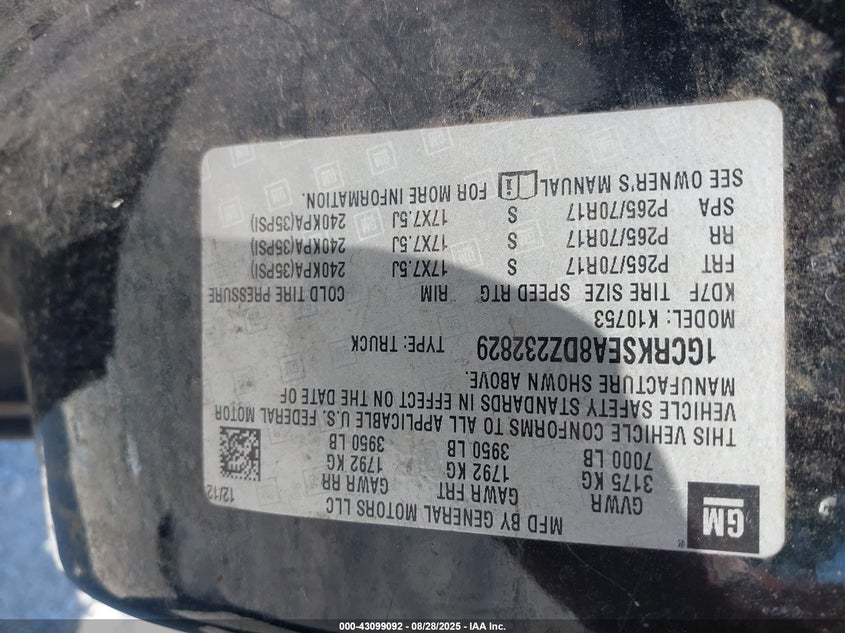 GM
®
MFD BY GENERAL MOTORS LLC
12/12
GVWR GAWR FRT GAWR RR
3175 KG 1792 KG 1792 KG
7000 LB 3950 LB 3950 LB
THIS VEHICLE CONFORMS TO ALL APPLICABLE U.S. FEDERAL MOTOR
VEHICLE SAFETY STANDARDS IN EFFECT ON THE DATE OF
MANUFACTURE SHOWN ABOVE.
1GCRKSEA8DZ232829 TYPE: TRUCK
MODEL: K10753
KD7F TIRE SIZE SPEED RTG RIM COLD TIRE PRESSURE
FRT P265/70R17 S 17X7.5J 240KPA(35PSI)
RR P265/70R17 S 17X7.5J 240KPA(35PSI)
SPA P265/70R17 S 17X7.5J 240KPA(35PSI)
SEE OWNER'S MANUAL i FOR MORE INFORMATION.
000-43099092 - 08/28/2025 - IAA Inc.